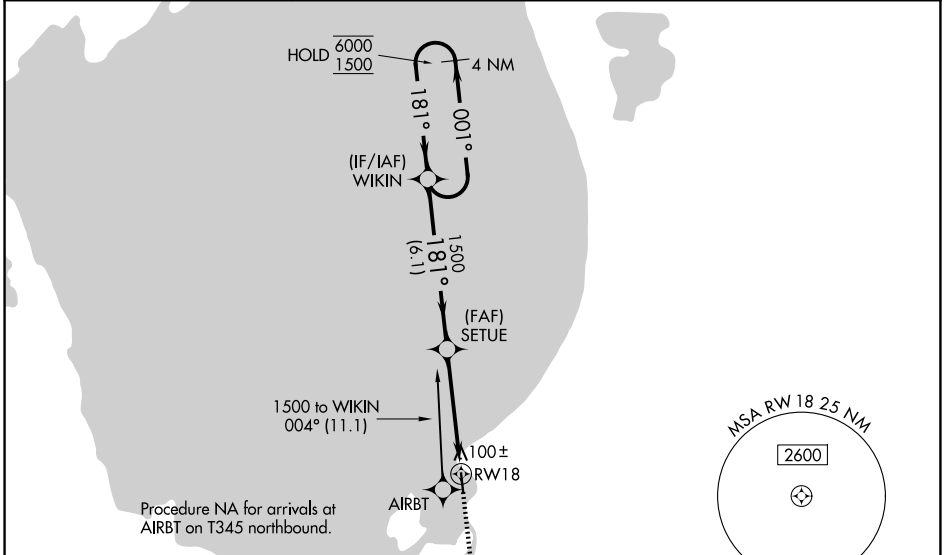 HOLD 6000
1500
4 NM
181°
001°
(IF/IAF)
WIKIN
1500
181°
(6.1)
(FAF)
SETUE
1500 to WIKIN
004° (11.1)
100±
RW18
AIRBT
Procedure NA for arrivals at
AIRBT on T345 northbound.
MSA RW 18 25 NM
2600